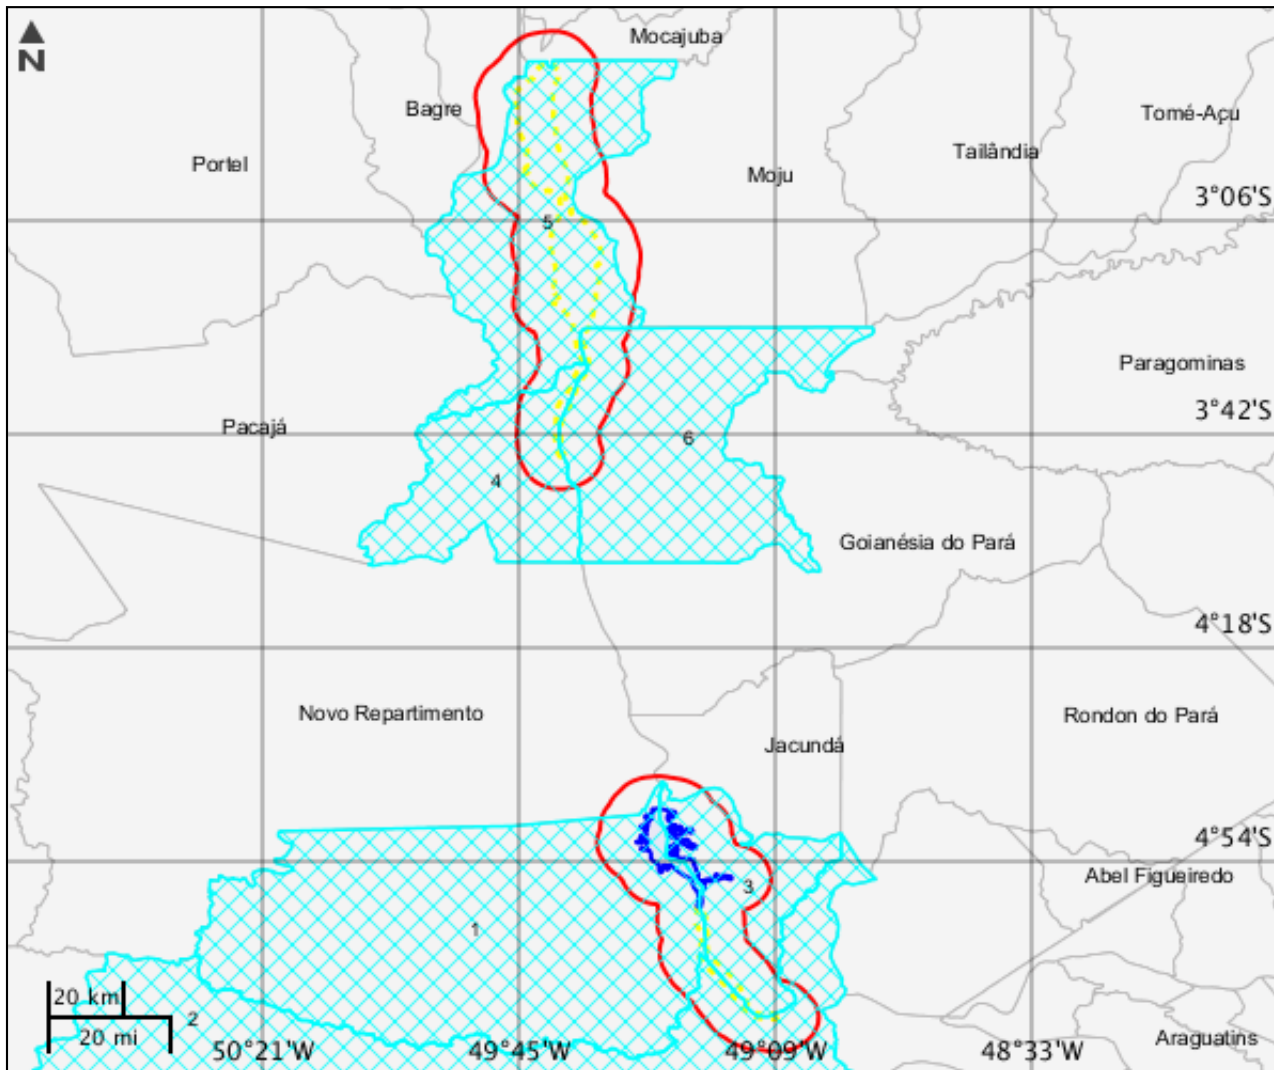 N
Mocajuba
Bagre
Tomé-Açu
Tailândia
Portel
Moju
3°06'S
5
Paragominas
3°42'S
Pacajá
6
4
Goianésia do Pará
4°18'S
Novo Repartimento
Rondon do Pará
Jacundá
4°54'S
Abel Figueiredo
3
1
20 km
2
20 mi
50°21'W
49°45'W
49°09'W
48°33'W
Araguatins